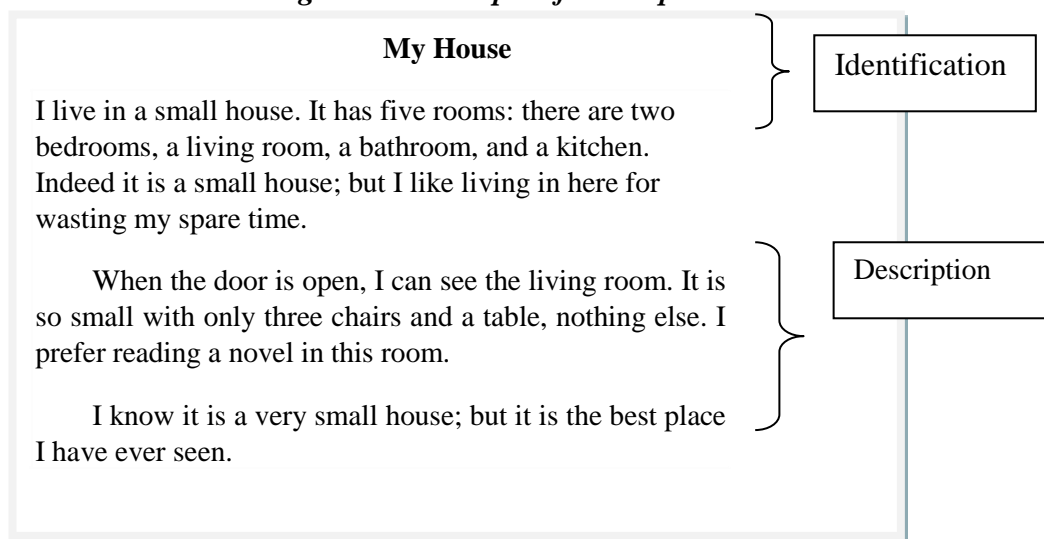 My House
Identification
I live in a small house. It has five rooms: there are two
bedrooms, a living room, a bathroom, and a kitchen.
Indeed it is a small house; but I like living in here for
wasting my spare time.
Description
When the door is open, I can see the living room. It is
so small with only three chairs and a table, nothing else. I
prefer reading a novel in this room.
I know it is a very small house; but it is the best place
I have ever seen.